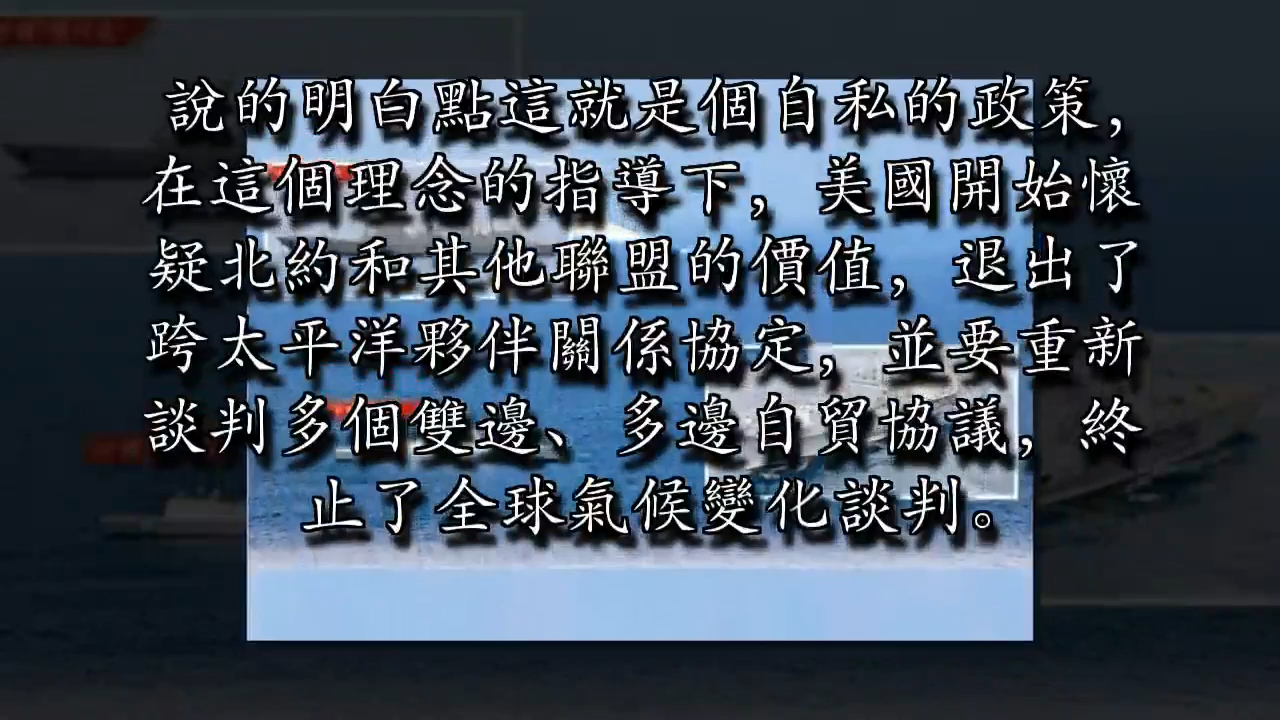 說的明白點這就是個自私的政策，
在這個理念的指導下，美國開始懷
疑北約和其他聯盟的價值，退出了
跨太平洋夥伴關係協定，並要重新
談判多個雙邊、多邊自貿協議，終
止了全球氣候變化談判。